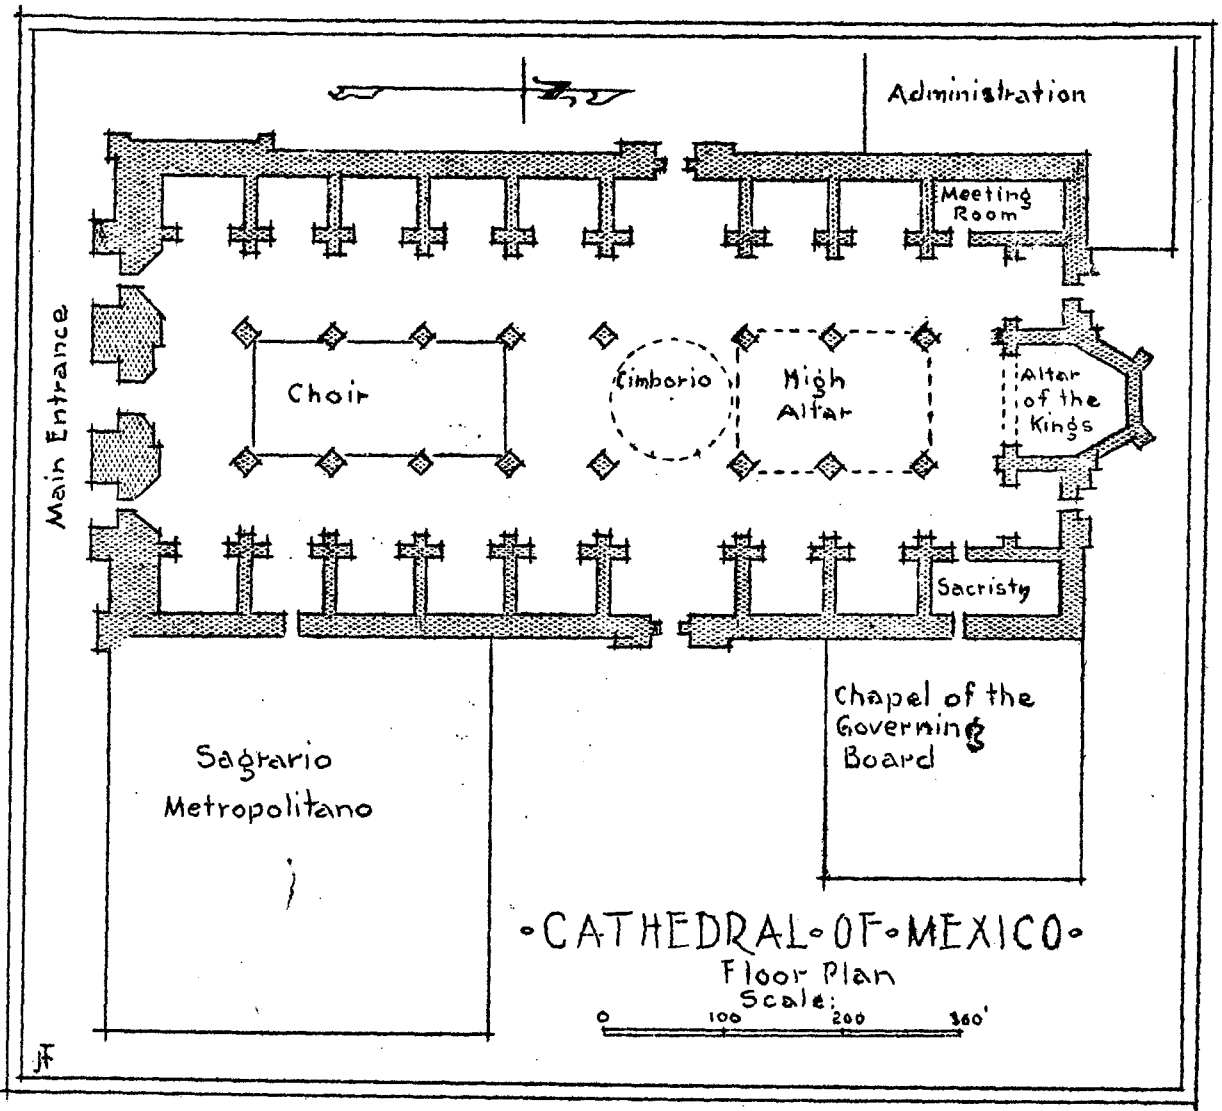 Administration
Meeting
Room
Main Entrance
Choir
Cimborio
High
Altar
Altar
of the
Kings
Sacristy
Chapel of the
Governing
Board
Sagrario
Metropolitano
•CATHEDRAL•OF•MEXICO•
Floor Plan
Scale:
0 100 200 300'
JF
N